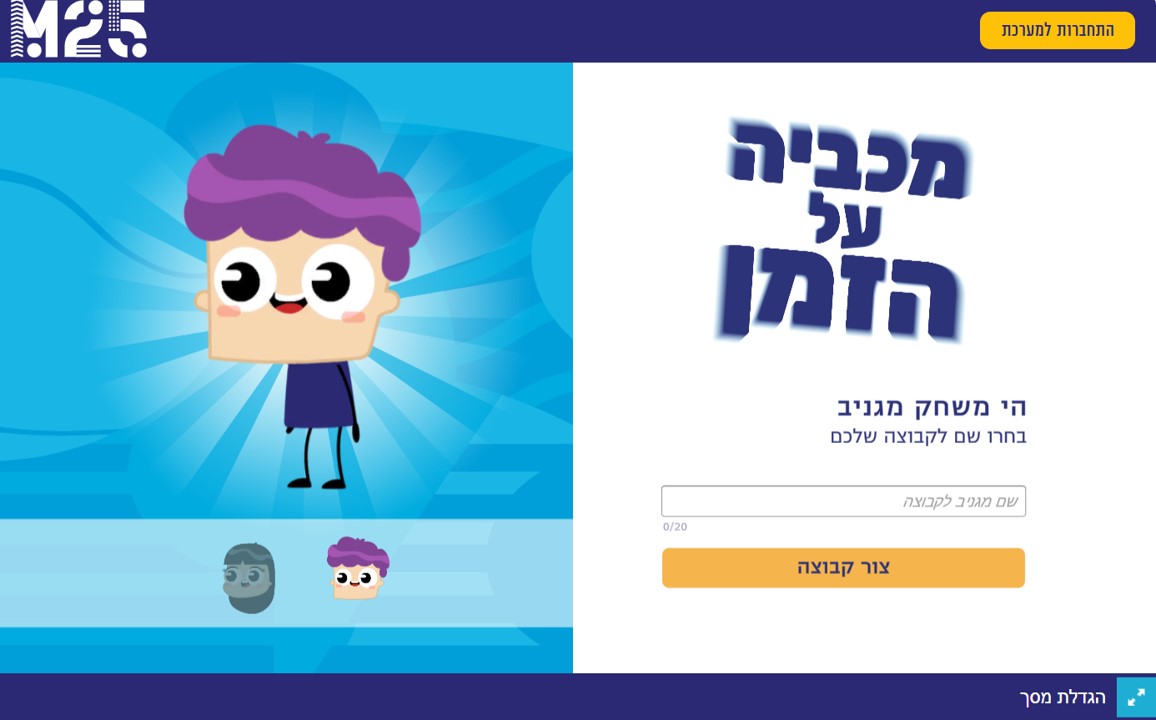 M25
התחברות למערכת
מכביה
על
הזמן
הי משחק מגניב
בחרו שם לקבוצה שלכם
שם מגניב לקבוצה
0/20
צור קבוצה
הגדלת מסך